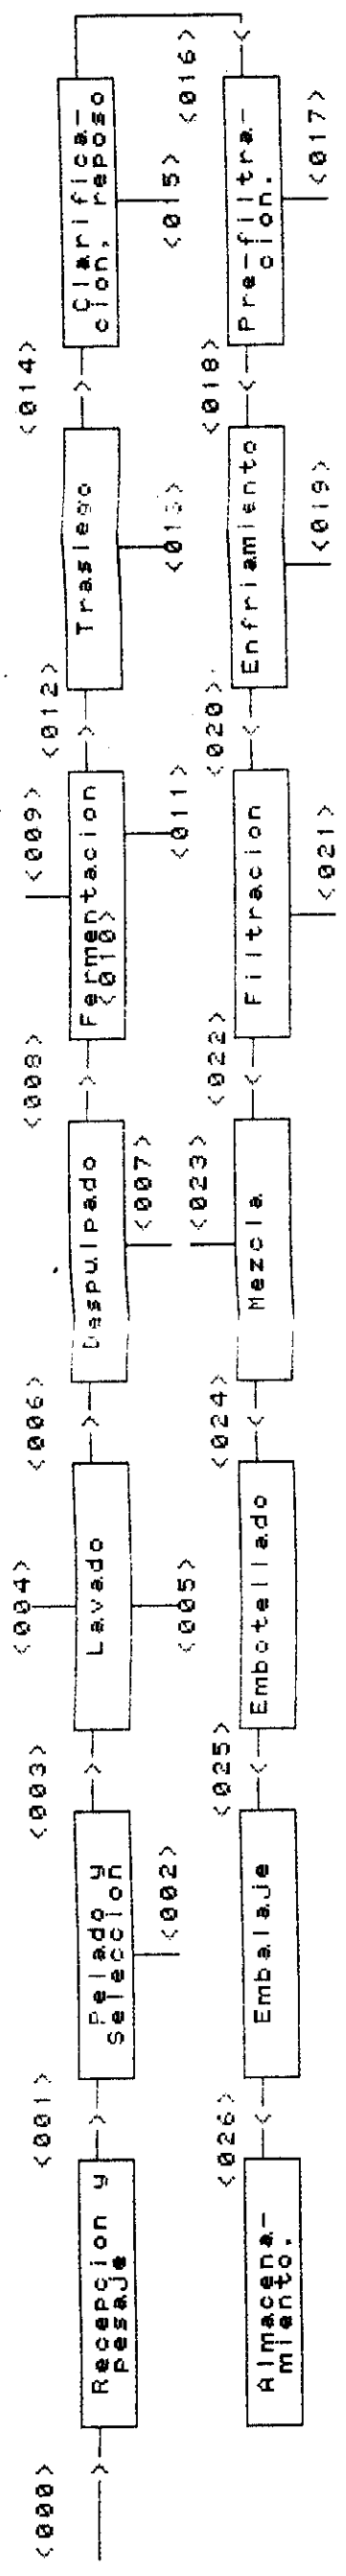 <000>
Recepcion y
pesaje
<001>
Pelado y
seleccion
<002>
<003>
<004>
Lavado
<005>
<006>
Despulpado
<007>
<008>
<009>
Fermentacion
<010>
<011>
<012>
Trasiego
<013>
<014>
Clarifica-
cion, reposo
<015>
<016>
Pre-filtra-
cion.
<017>
<018>
Enfriamiento
<019>
<020>
Filtracion
<021>
<022>
Mezcla
<023>
<024>
Embotellado
<025>
Embalaje
<026>
Almacena-
miento.